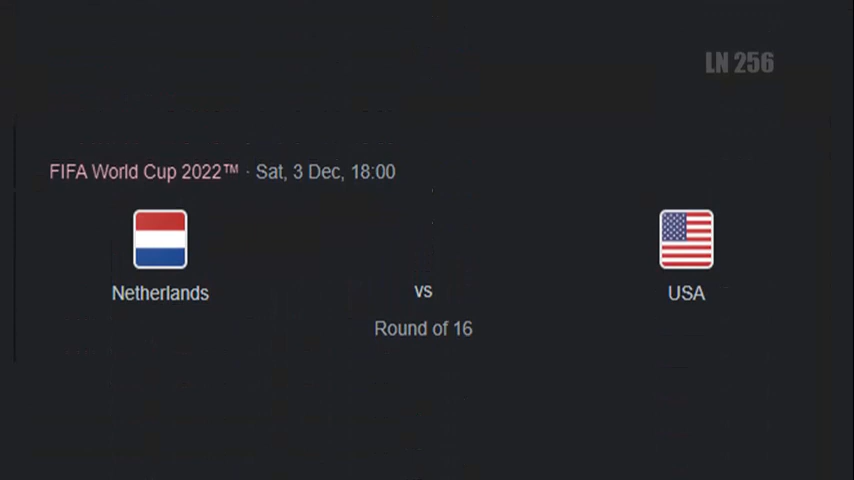 LN 256
FIFA World Cup 2022™ · Sat, 3 Dec, 18:00
Netherlands
vs
USA
Round of 16